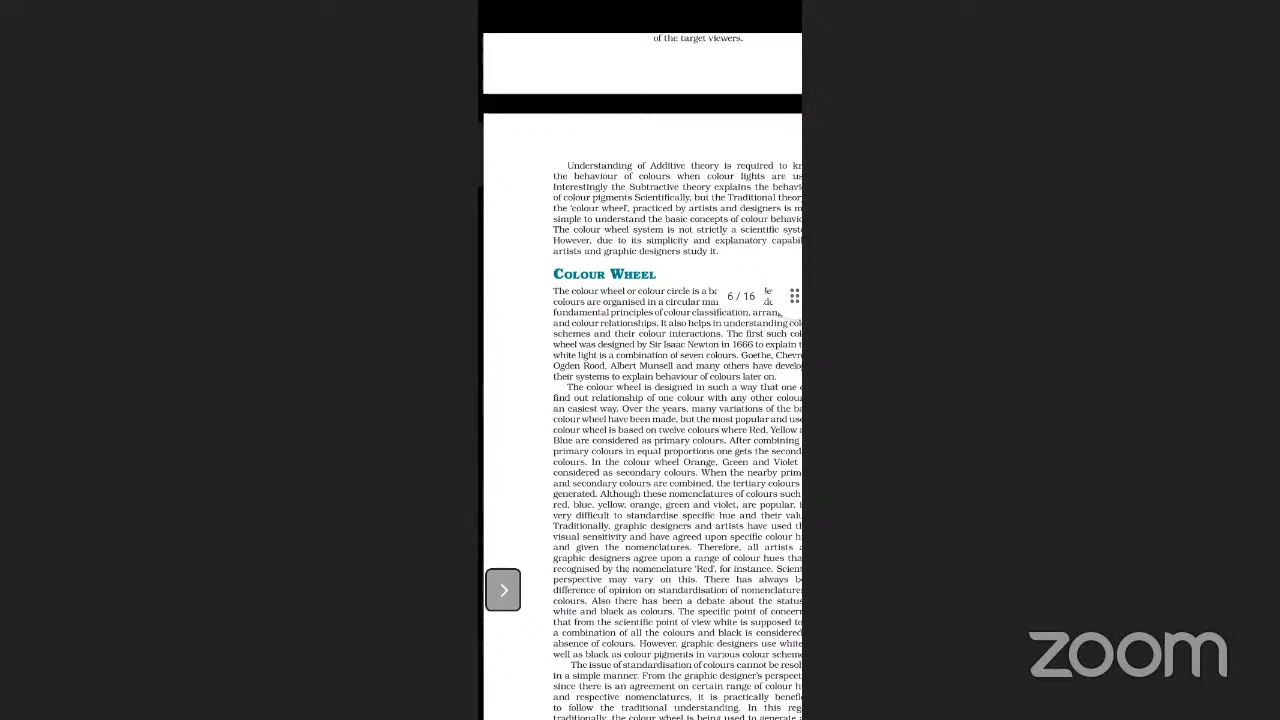 of the target viewers.
Understanding of Additive theory is required to
the behaviour of colours when colour lights are
Interestingly the Subtractive theory explains the
of colour pigments Scientifically, but the Traditional
the 'colour wheel', practiced by artists and designers is
simple to understand the basic concepts of colour
The colour wheel system is not strictly a scientific
However, due to its simplicity and explanatory
artists and graphic designers study it.
COLOUR WHEEL
The colour wheel or colour circle is a
colours are organised in a circular
6 / 16
fundamental principles of colour classification,
and colour relationships. It also helps in understanding
schemes and their colour interactions. The first such
wheel was designed by Sir Isaac Newton in 1666 to explain
white light is a combination of seven colours. Goethe,
Ogden Rood, Albert Munsell and many others have
their systems to explain behaviour of colours later on.
The colour wheel is designed in such a way that one
find out relationship of one colour with any other
an easiest way. Over the years, many variations of the
colour wheel have been made, but the most popular and
colour wheel is based on twelve colours where Red, Yellow
Blue are considered as primary colours. After combining
primary colours in equal proportions one gets the
colours. In the colour wheel Orange, Green and Violet
considered as secondary colours. When the nearby
and secondary colours are combined, the tertiary colours
generated. Although these nomenclatures of colours such
red, blue, yellow, orange, green and violet, are popular,
very difficult to standardise specific hue and their
Traditionally, graphic designers and artists have used
visual sensitivity and have agreed upon specific colour
and given the nomenclatures. Therefore, all artists
graphic designers agree upon a range of colour hues
recognised by the nomenclature 'Red', for instance.
perspective may vary on this. There has always
difference of opinion on standardisation of
colours. Also there has been a debate about the
white and black as colours. The specific point of
that from the scientific point of view white is supposed
a combination of all the colours and black is considered
absence of colours. However, graphic designers use
well as black as colour pigments in various colour
The issue of standardisation of colours cannot be
in a simple manner. From the graphic designer's
since there is an agreement on certain range of colour
and respective nomenclatures, it is practically
to follow the traditional understanding. In this
traditionally, the colour wheel is being used to generate
zoom